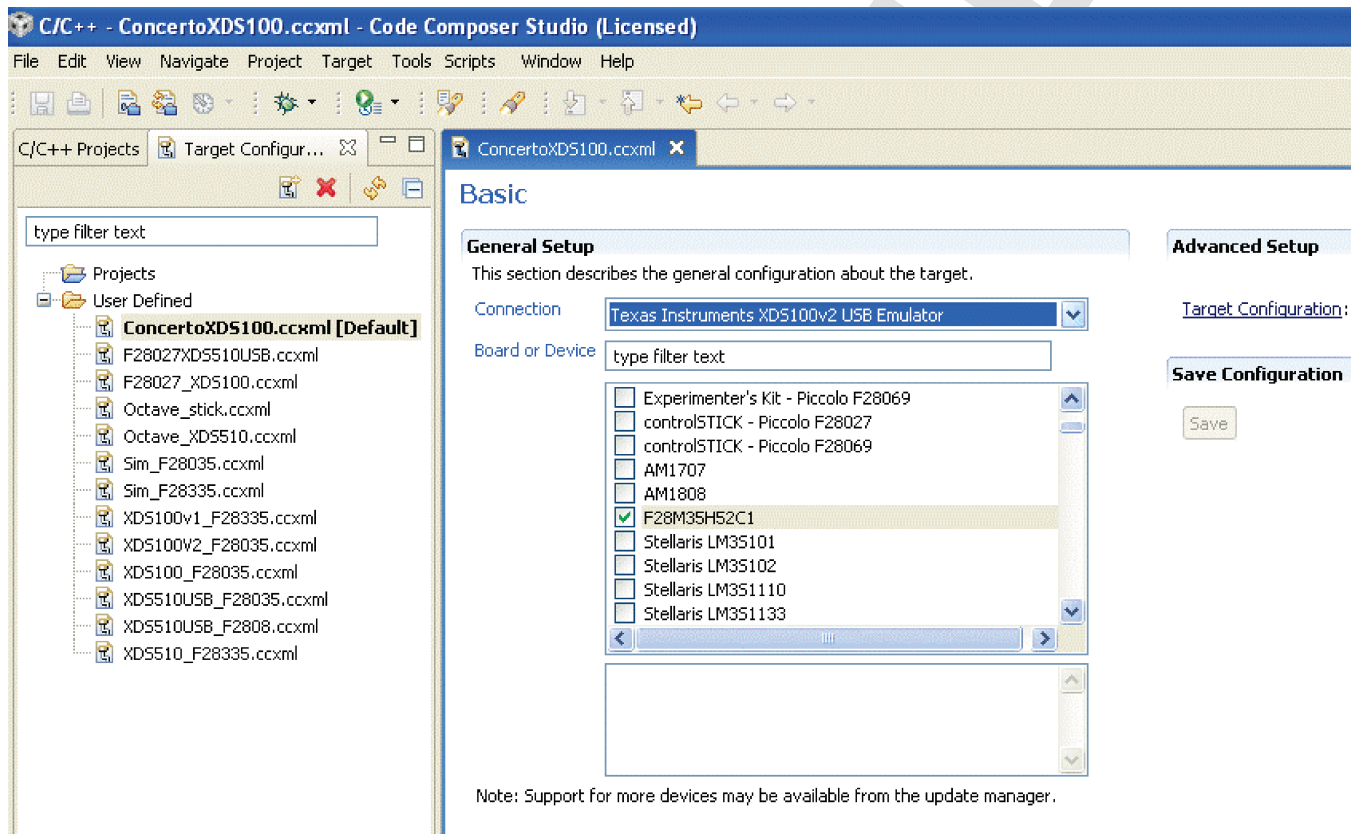 C/C++ - ConcertoXDS100.ccxml - Code Composer Studio (Licensed)
File Edit View Navigate Project Target Tools Scripts Window Help
C/C++ Projects Target Configur...
ConcertoXDS100.ccxml
type filter text
Projects
User Defined
ConcertoXDS100.ccxml [Default]
F28027XDS510USB.ccxml
F28027_XDS100.ccxml
Octave_stick.ccxml
Octave_XDS510.ccxml
Sim_F28035.ccxml
Sim_F28335.ccxml
XDS100v1_F28335.ccxml
XDS100V2_F28035.ccxml
XDS100_F28035.ccxml
XDS510USB_F28035.ccxml
XDS510USB_F2808.ccxml
XDS510_F28335.ccxml
Basic
General Setup
This section describes the general configuration about the target.
Connection Texas Instruments XDS100v2 USB Emulator
Board or Device type filter text
Experimenter's Kit - Piccolo F28069
controlSTICK - Piccolo F28027
controlSTICK - Piccolo F28069
AM1707
AM1808
F28M35H52C1
Stellaris LM3S101
Stellaris LM3S102
Stellaris LM3S1110
Stellaris LM3S1133
Note: Support for more devices may be available from the update manager.
Advanced Setup
Target Configuration:
Save Configuration
Save